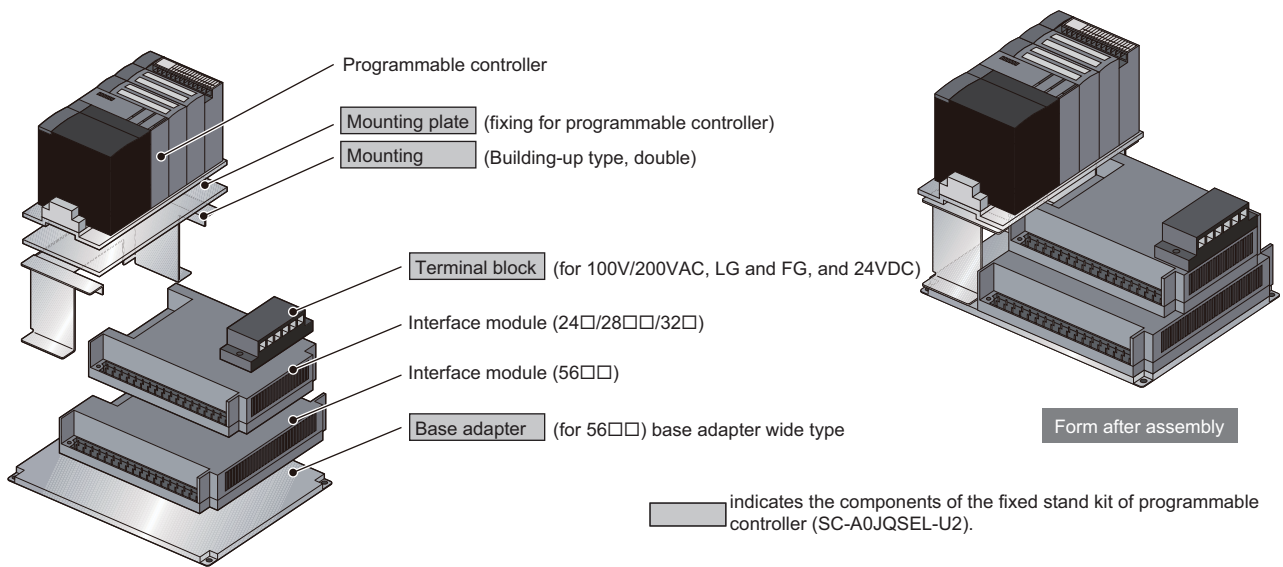 Programmable controller
Mounting plate (fixing for programmable controller)
Mounting (Building-up type, double)
Terminal block (for 100V/200VAC, LG and FG, and 24VDC)
Interface module (24□/28□□/32□)
Interface module (56□□)
Base adapter (for 56□□) base adapter wide type
Form after assembly
indicates the components of the fixed stand kit of programmable
controller (SC-A0JQSEL-U2).